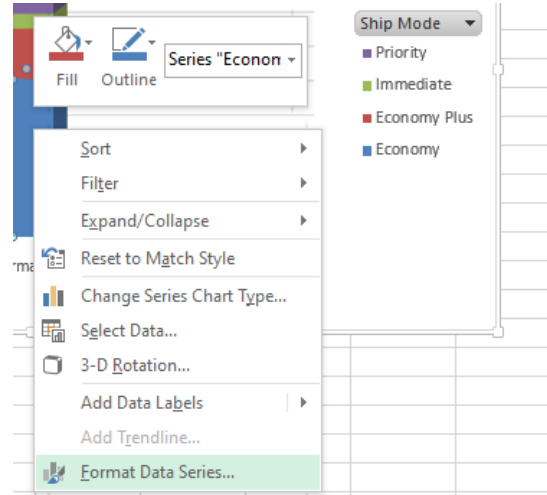 Ship Mode
Priority
Immediate
Economy Plus
Economy
Fill
Outline
Series "Econon
Sort
Filter
Expand/Collapse
Reset to Match Style
Change Series Chart Type...
Select Data...
3-D Rotation...
Add Data Labels
Add Trendline...
Format Data Series...